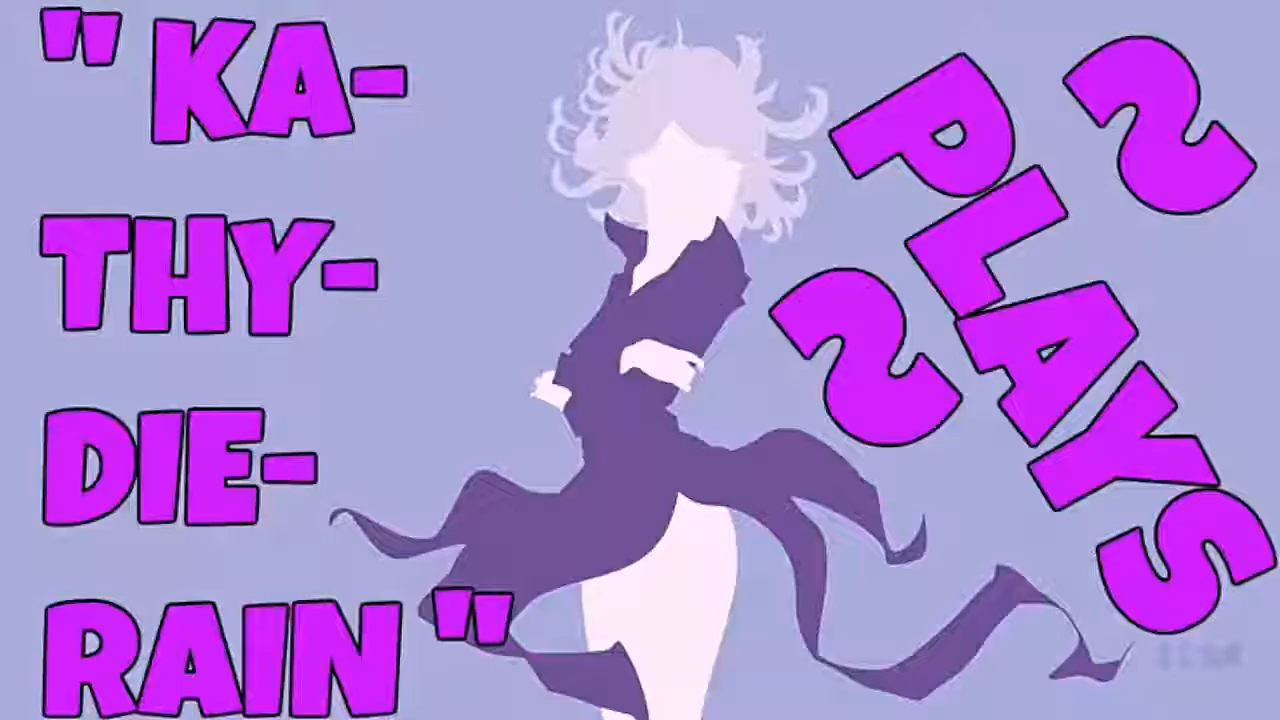 "KA-
THY-
DIE-
RAIN"
~
PLAYS
~